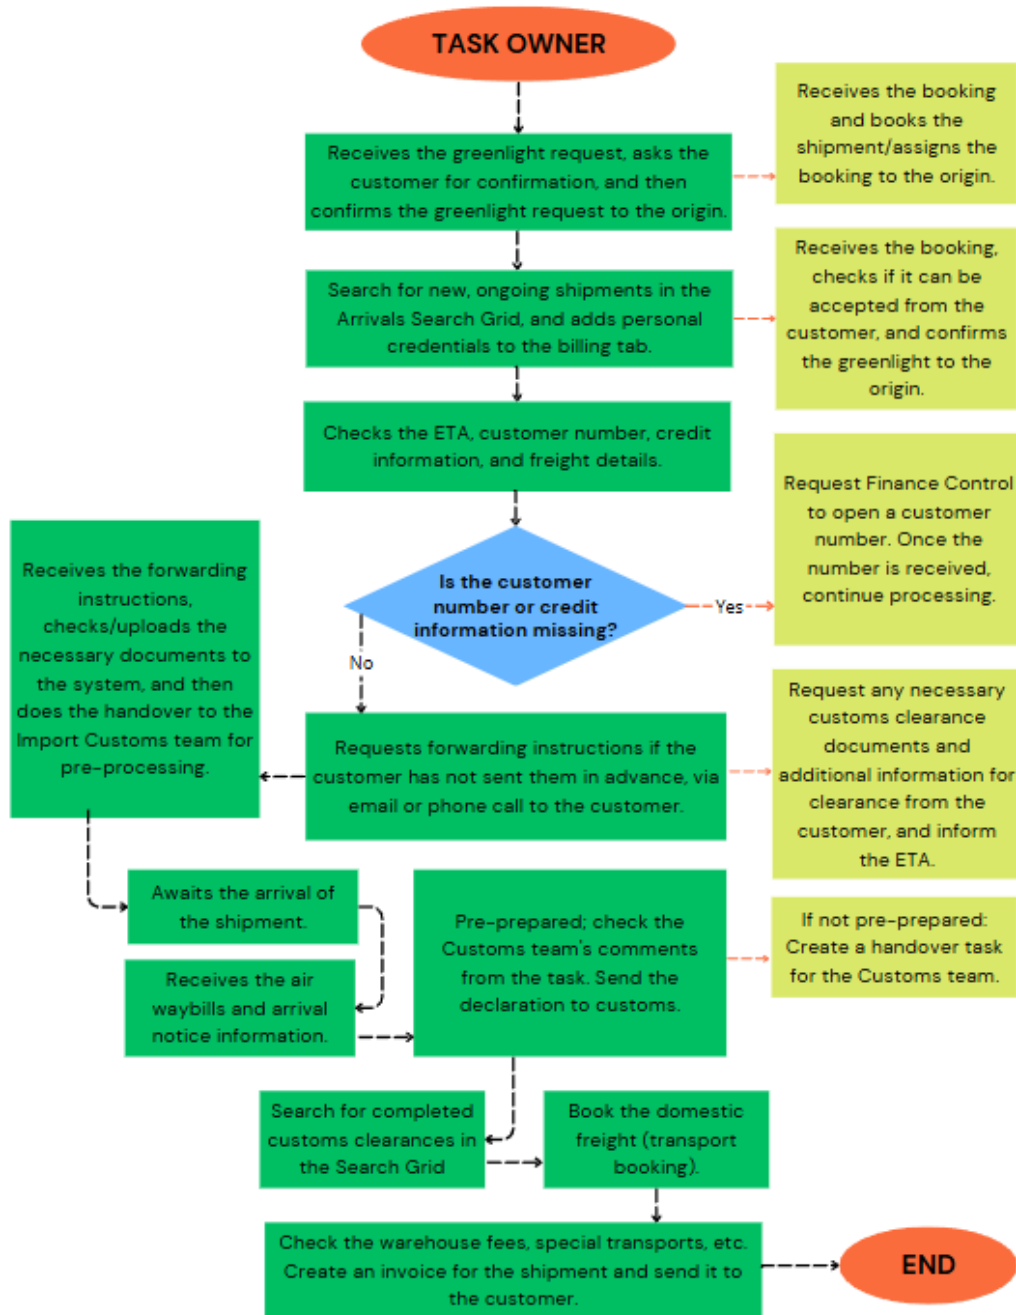 TASK OWNER
Receives the greenlight request, asks the
customer for confirmation, and then
confirms the greenlight request to the origin.
Receives the booking
and books the
shipment/assigns the
booking to the origin.
Search for new, ongoing shipments in the
Arrivals Search Grid, and adds personal
credentials to the billing tab.
Receives the booking,
checks if it can be
accepted from the
customer, and confirms
the greenlight to the
origin.
Checks the ETA, customer number, credit
information, and freight details.
Is the customer
number or credit
information missing?
Yes
Request Finance Control
to open a customer
number. Once the
number is received,
continue processing.
No
Requests forwarding instructions if the
customer has not sent them in advance, via
email or phone call to the customer.
Request any necessary
customs clearance
documents and
additional information for
clearance from the
customer, and inform
the ETA.
Receives the forwarding
instructions,
checks/uploads the
necessary documents to
the system, and then
does the handover to the
Import Customs team for
pre-processing.
Awaits the arrival of
the shipment.
Receives the air
waybills and arrival
notice information.
Pre-prepared; check the
Customs team's comments
from the task. Send the
declaration to customs.
If not pre-prepared:
Create a handover task
for the Customs team.
Search for completed
customs clearances in
the Search Grid
Book the domestic
freight (transport
booking).
Check the warehouse fees, special transports, etc.
Create an invoice for the shipment and send it to
the customer.
END